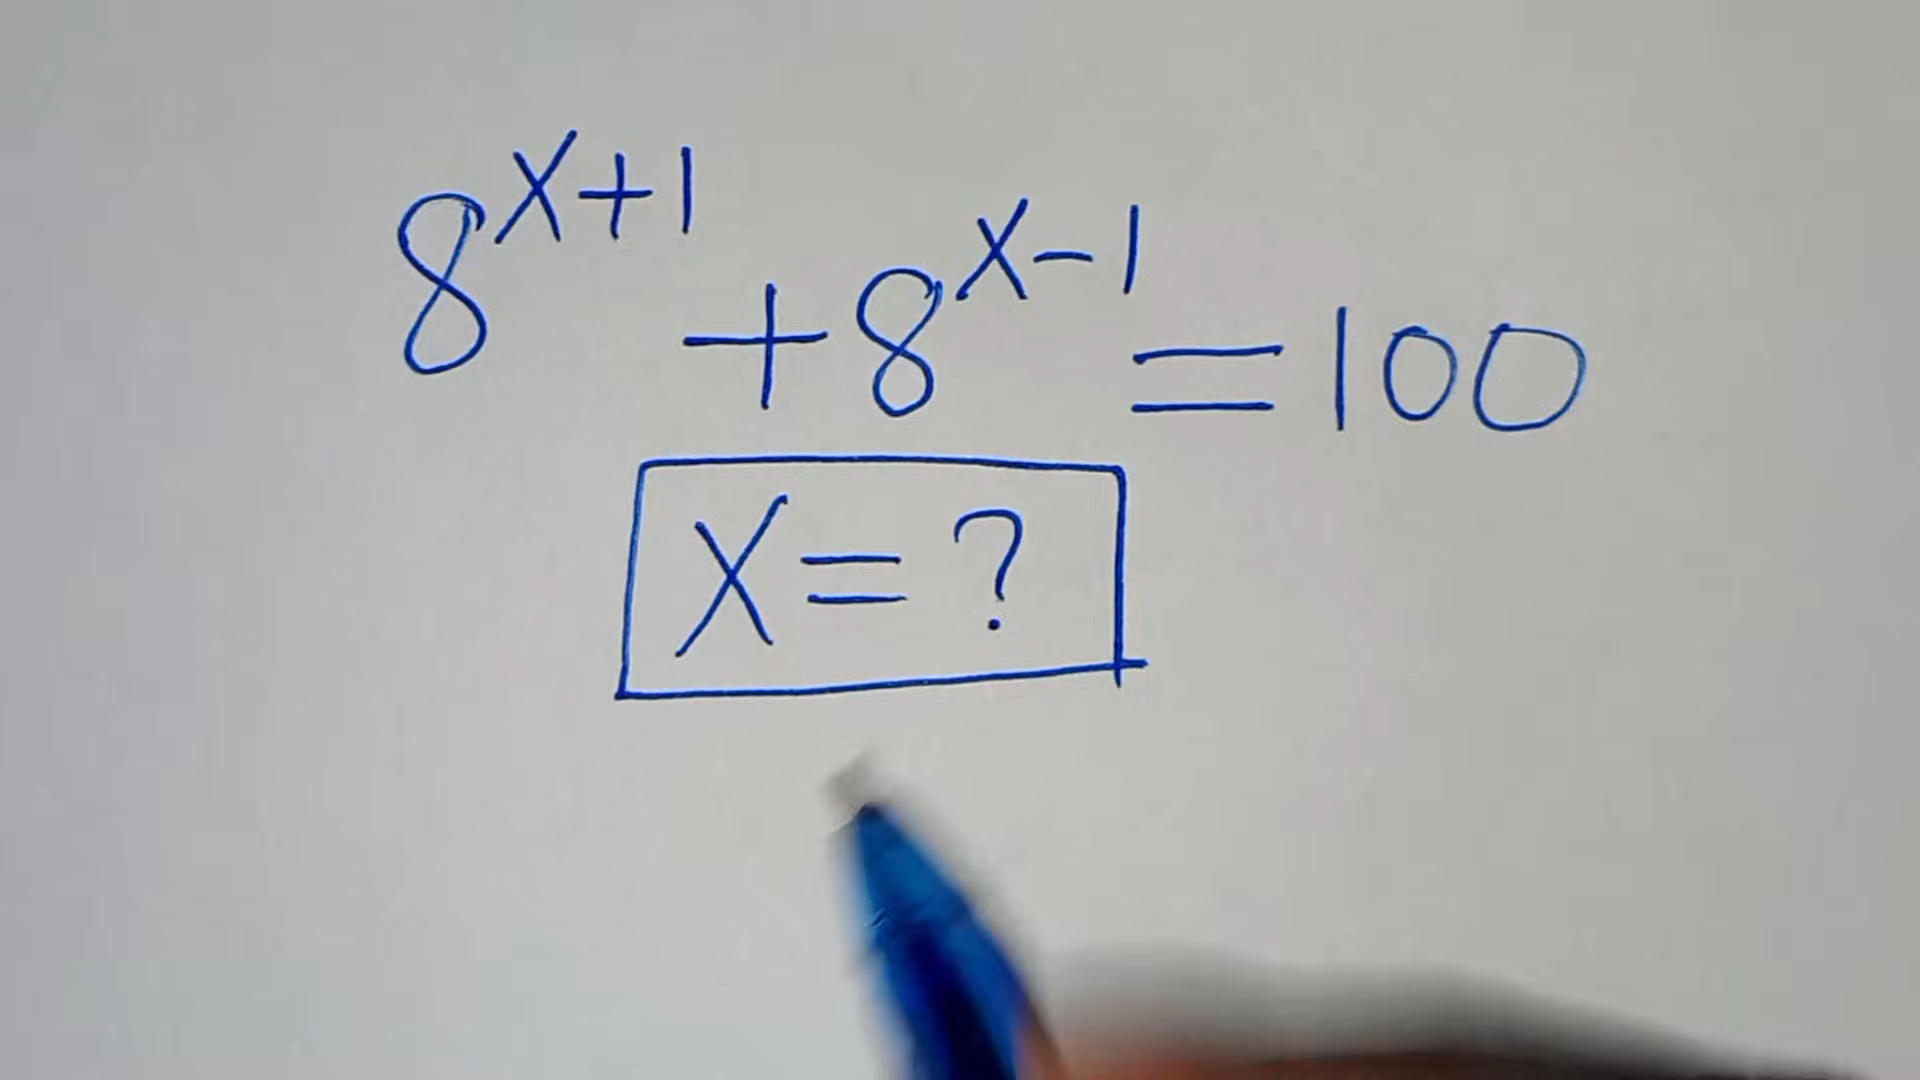 8^{x+1} + 8^{x-1} = 100
X = ?